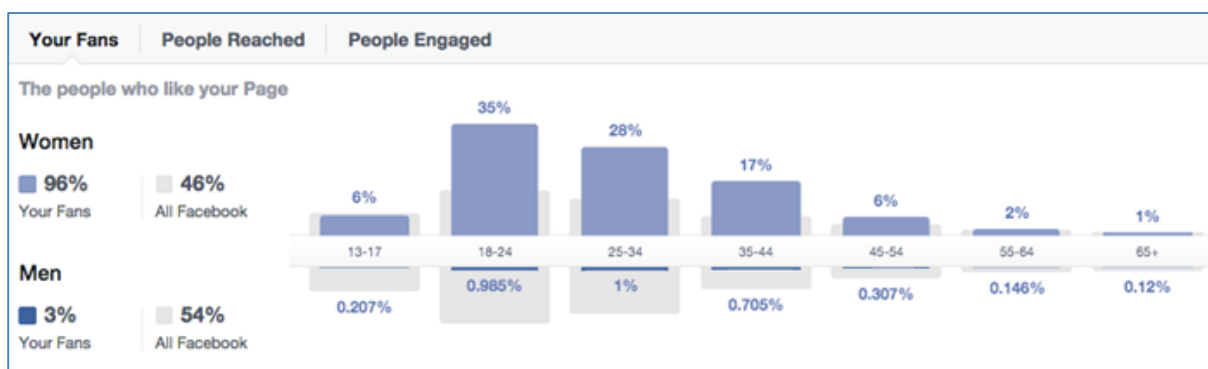 Your Fans People Reached People Engaged
The people who like your Page
Women
96% 46%
Your Fans All Facebook
35%
28%
17%
6%
6%
2%
1%
13-17 18-24 25-34 35-44 45-54 55-64 65+
Men
3% 54%
Your Fans All Facebook
0.207%
0.985%
1%
0.705%
0.307%
0.146%
0.12%